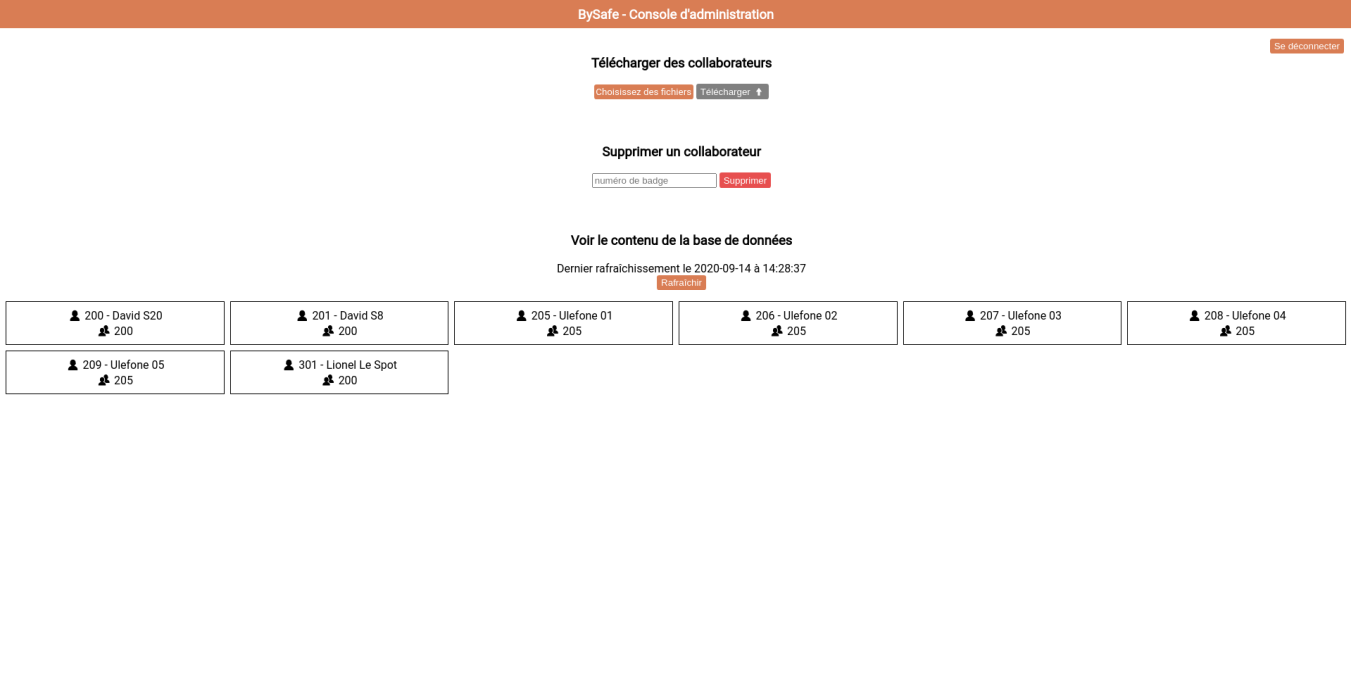 BySafe - Console d'administration
Se déconnecter
Télécharger des collaborateurs
Choisissez des fichiers Télécharger
Supprimer un collaborateur
numéro de badge Supprimer
Voir le contenu de la base de données
Dernier rafraîchissement le 2020-09-14 à 14:28:37
Rafraîchir
200 - David S20
200
201 - David S8
200
205 - Ulefone 01
205
206 - Ulefone 02
205
207 - Ulefone 03
205
208 - Ulefone 04
205
209 - Ulefone 05
205
301 - Lionel Le Spot
200